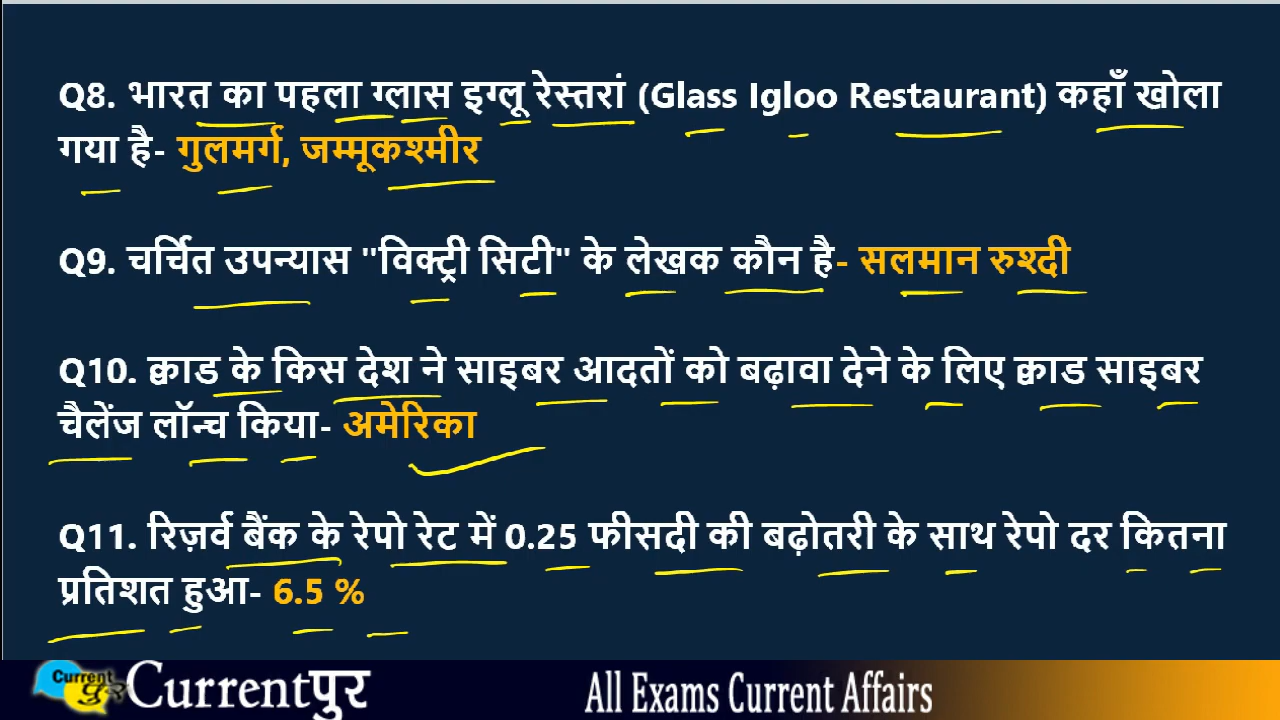 Q8. भारत का पहला ग्लास इग्लू रेस्तरां (Glass Igloo Restaurant) कहाँ खोला
गया है- गुलमर्ग, जम्मूकश्मीर
Q9. चर्चित उपन्यास "विक्ट्री सिटी" के लेखक कौन है- सलमान रुश्दी
Q10. क्वाड के किस देश ने साइबर आदतों को बढ़ावा देने के लिए क्वाड साइबर
चैलेंज लॉन्च किया- अमेरिका
Q11. रिज़र्व बैंक के रेपो रेट में 0.25 फीसदी की बढ़ोतरी के साथ रेपो दर कितना
प्रतिशत हुआ- 6.5 %
Current पुर Currentपुर All Exams Current Affairs